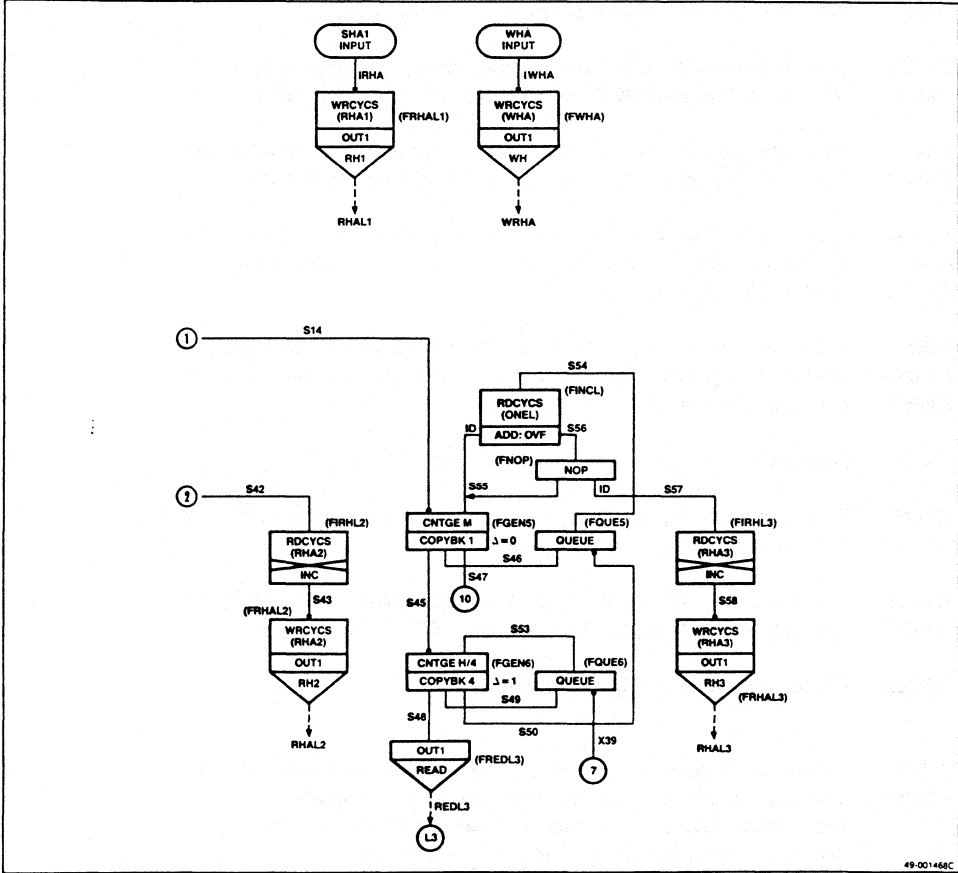 SHA1
INPUT
WHA
INPUT
IRHA
IWHA
WRCYCS
(RHA1)
(FRHAL1)
OUT1
RH1
WRCYCS
(WHA)
(FWHA)
OUT1
WH
RHAL1
WRHA
1
S14
S54
RDCYCS
(ONEL)
(FINCL)
ID
ADD: OVF
S56
(FNOP)
NOP
S55
ID
S57
2
S42
(FIRHL2)
RDCYCS
(RHA2)
INC
CNTGE M
(FGEN5)
COPYBK 1
Δ = 0
(FQUE5)
QUEUE
(FIRHL3)
RDCYCS
(RHA3)
INC
S46
S47
10
S43
S45
S58
(FRHAL2)
WRCYCS
(RHA2)
OUT1
RH2
S53
CNTGE H/4
(FGEN6)
COPYBK 4
Δ = 1
(FQUE6)
QUEUE
WRCYCS
(RHA3)
OUT1
RH3
(FRHAL3)
S49
S48
S50
X39
RHAL2
RHAL3
OUT1
READ
(FREDL3)
7
REDL3
L3
49-001468C